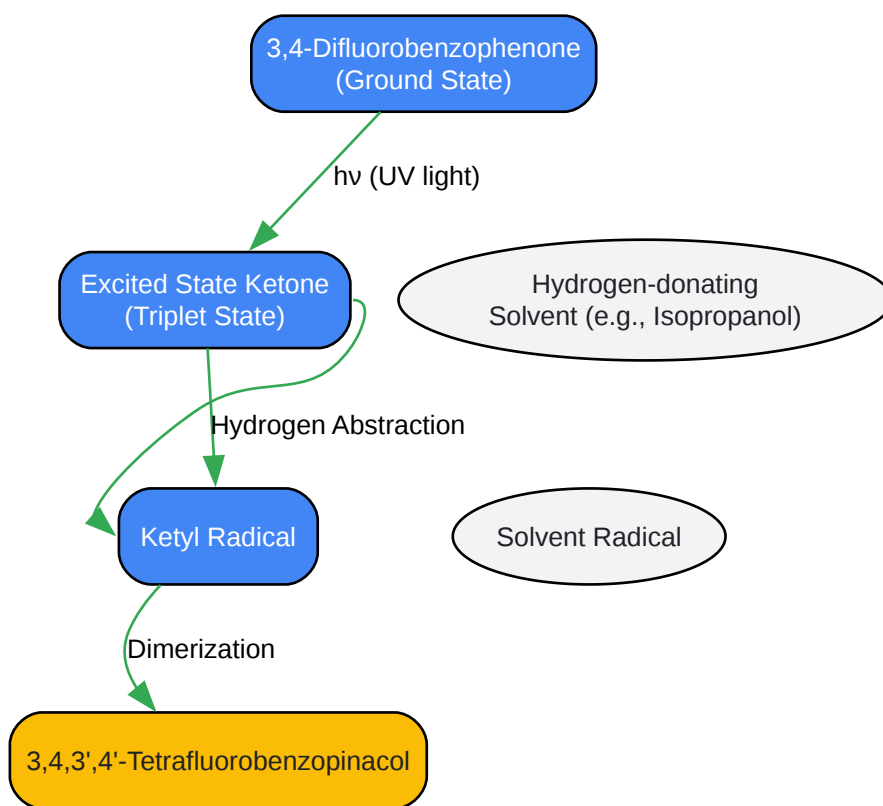 3,4-Difluorobenzophenone
(Ground State)
hν (UV light)
Excited State Ketone
(Triplet State)
Hydrogen-donating
Solvent (e.g., Isopropanol)
Hydrogen Abstraction
Ketyl Radical
Solvent Radical
Dimerization
3,4,3',4'-Tetrafluorobenzopinacol